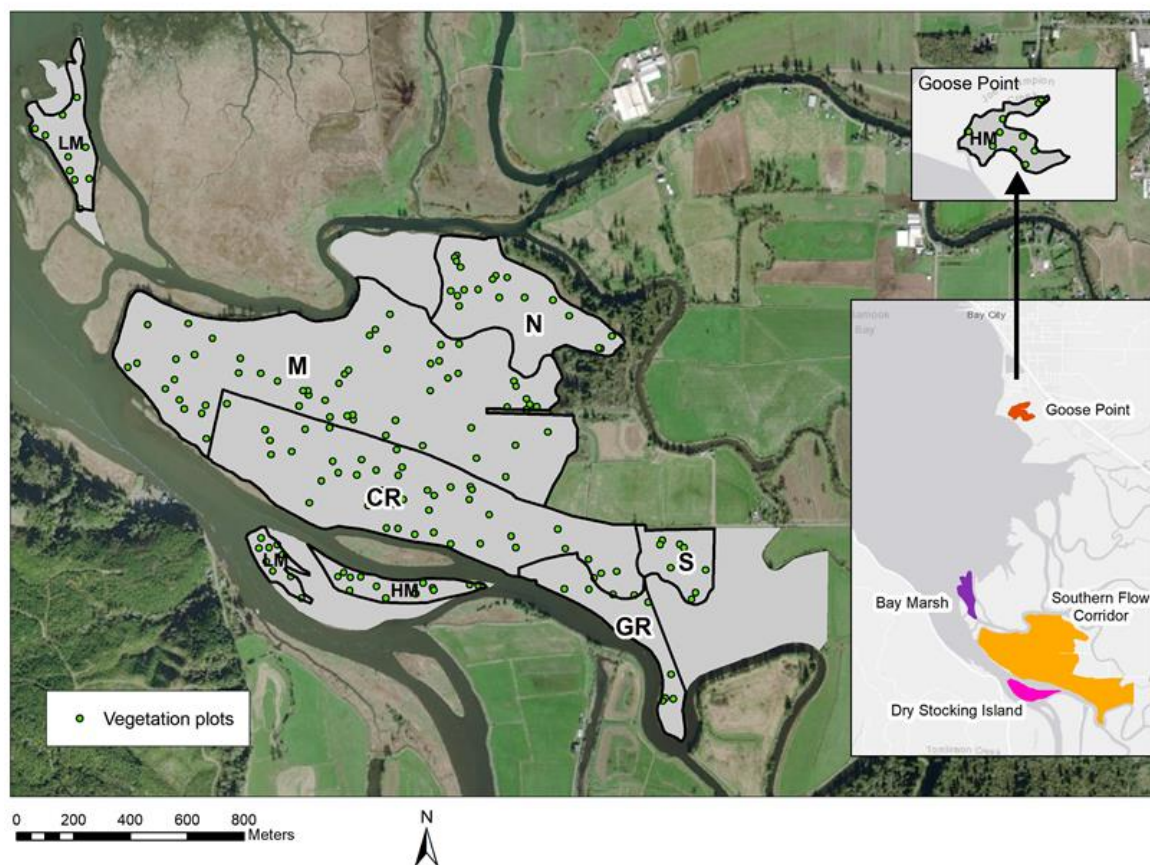 Goose Point
HM
LM
N
M
CR
LM
HM
S
GR
Bay City
Bay
Goose Point
Bay Marsh
Southern Flow
Corridor
Dry Stocking Island
Vegetation plots
0 200 400 600 800
Meters
N